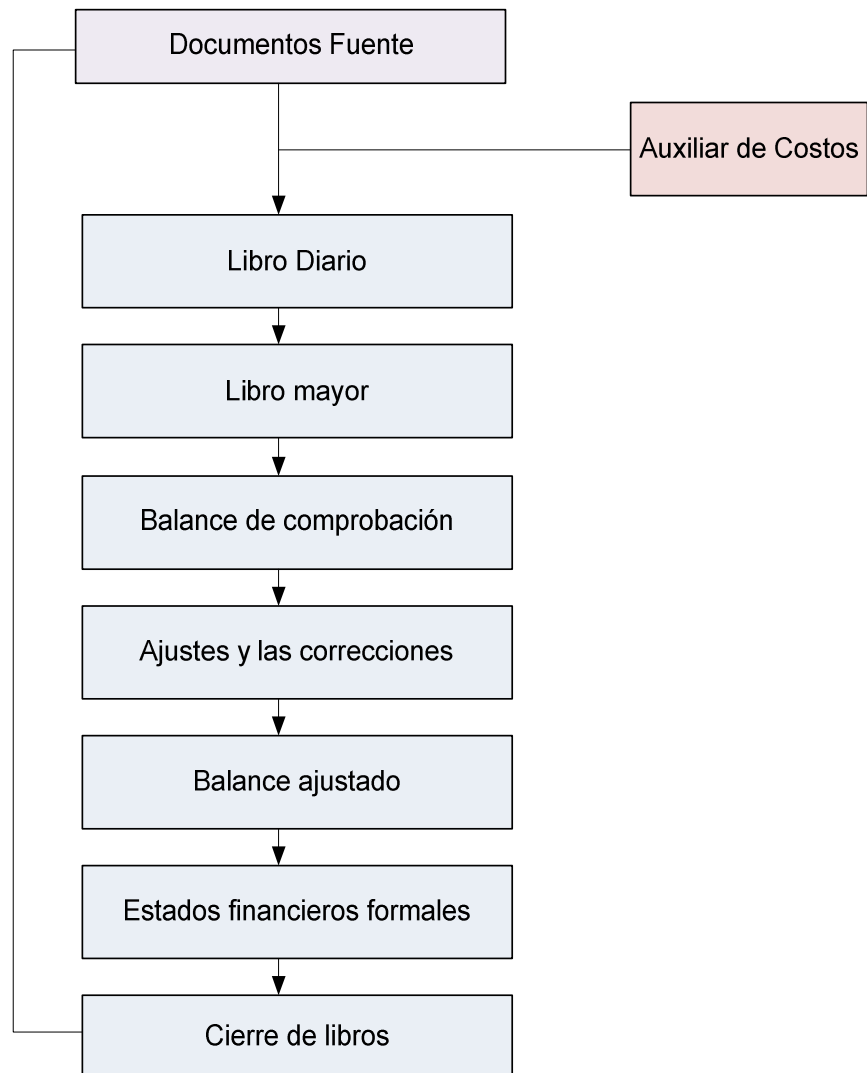 Documentos Fuente
Auxiliar de Costos
Libro Diario
Libro mayor
Balance de comprobación
Ajustes y las correcciones
Balance ajustado
Estados financieros formales
Cierre de libros